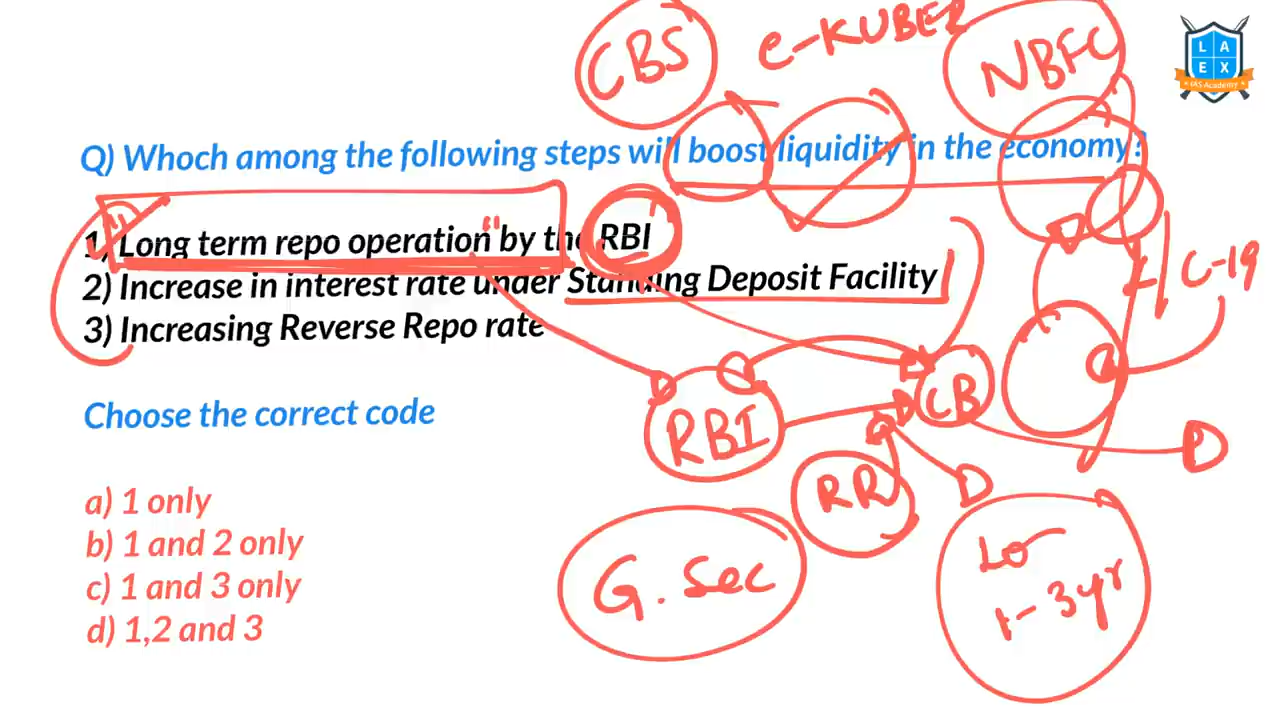 CBS e-KUBER NBFC
L A
E X
IAS Academy
Q) Whoch among the following steps will boost liquidity in the economy?
1) Long term repo operation by the RBI
2) Increase in interest rate under Standing Deposit Facility
3) Increasing Reverse Repo rate
C-19
Choose the correct code
RBI CB
RR
a) 1 only
b) 1 and 2 only
c) 1 and 3 only
d) 1,2 and 3
G. Sec
1-3yr